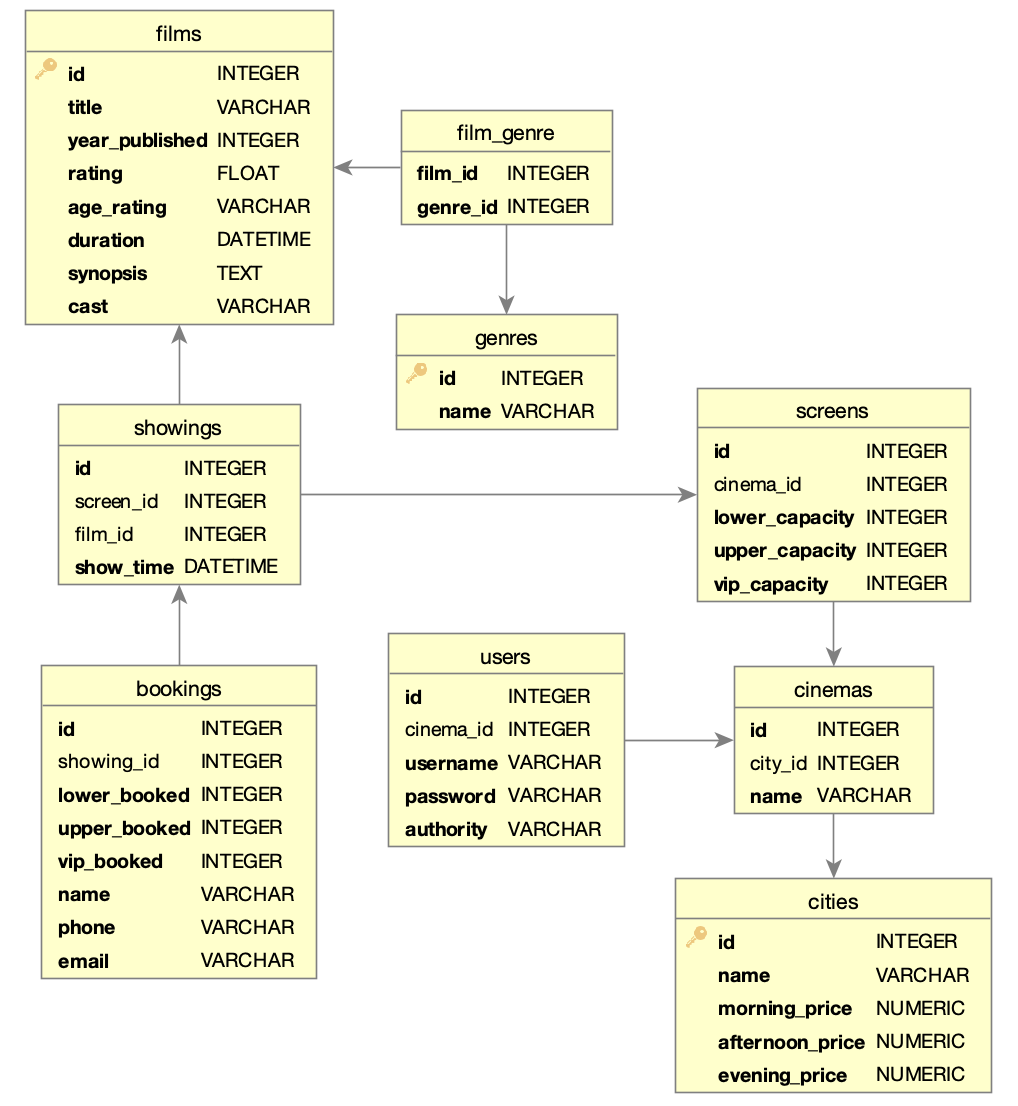 films
id INTEGER
title VARCHAR
year_published INTEGER
rating FLOAT
age_rating VARCHAR
duration DATETIME
synopsis TEXT
cast VARCHAR
film_genre
film_id INTEGER
genre_id INTEGER
genres
id INTEGER
name VARCHAR
showings
id INTEGER
screen_id INTEGER
film_id INTEGER
show_time DATETIME
screens
id INTEGER
cinema_id INTEGER
lower_capacity INTEGER
upper_capacity INTEGER
vip_capacity INTEGER
bookings
id INTEGER
showing_id INTEGER
lower_booked INTEGER
upper_booked INTEGER
vip_booked INTEGER
name VARCHAR
phone VARCHAR
email VARCHAR
users
id INTEGER
cinema_id INTEGER
username VARCHAR
password VARCHAR
authority VARCHAR
cinemas
id INTEGER
city_id INTEGER
name VARCHAR
cities
id INTEGER
name VARCHAR
morning_price NUMERIC
afternoon_price NUMERIC
evening_price NUMERIC